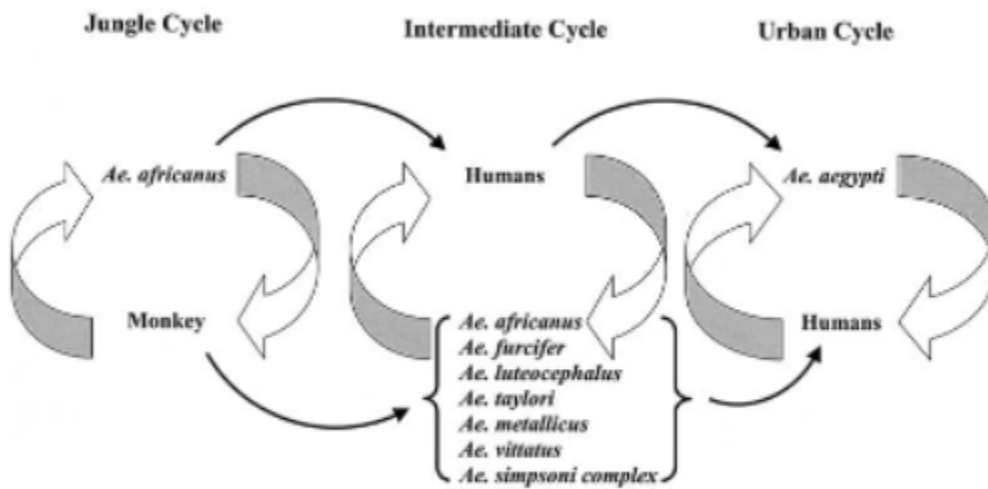 Jungle Cycle
Intermediate Cycle
Urban Cycle
Ae. africanus
Humans
Ae. aegypti
Monkey
Ae. africanus
Ae. furcifer
Ae. luteocephalus
Ae. taylori
Ae. metallicus
Ae. vittatus
Ae. simpsoni complex
Humans